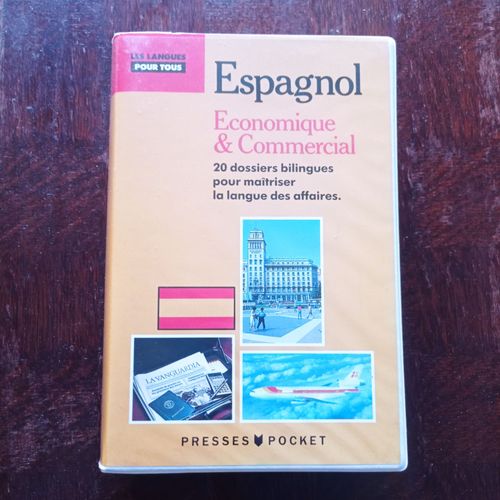 LES LANGUES
POUR TOUS
Espagnol
Economique
& Commercial
20 dossiers bilingues
pour maîtriser
la langue des affaires.
LA VANGUARDIA
PRESSES POCKET